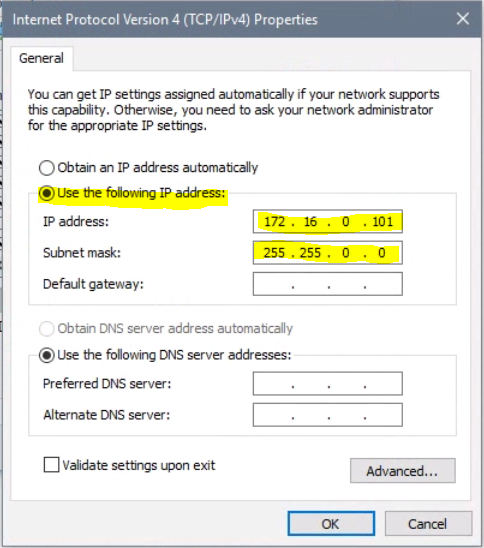 Internet Protocol Version 4 (TCP/IPv4) Properties
General
You can get IP settings assigned automatically if your network supports
this capability. Otherwise, you need to ask your network administrator
for the appropriate IP settings.
Obtain an IP address automatically
Use the following IP address:
IP address: 172 . 16 . 0 . 101
Subnet mask: 255 . 255 . 0 . 0
Default gateway: . . .
Obtain DNS server address automatically
Use the following DNS server addresses:
Preferred DNS server: . . .
Alternate DNS server: . . .
Validate settings upon exit
Advanced...
OK Cancel